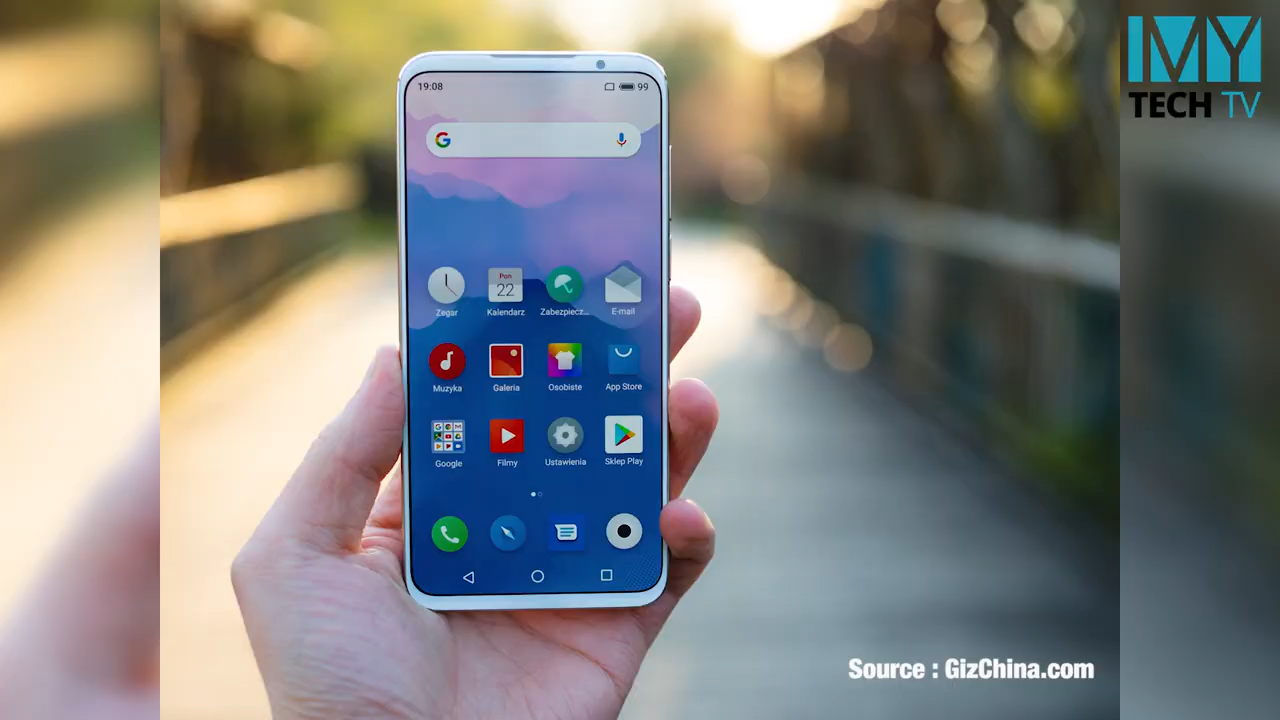 IMY
TECH TV
19:08
99
G
Pon
22
Zegar
Kalendarz
Zabezpiecz...
E-mail
Muzyka
Galeria
Osobiste
App Store
Google
Filmy
Ustawienia
Sklep Play
Source : GizChina.com